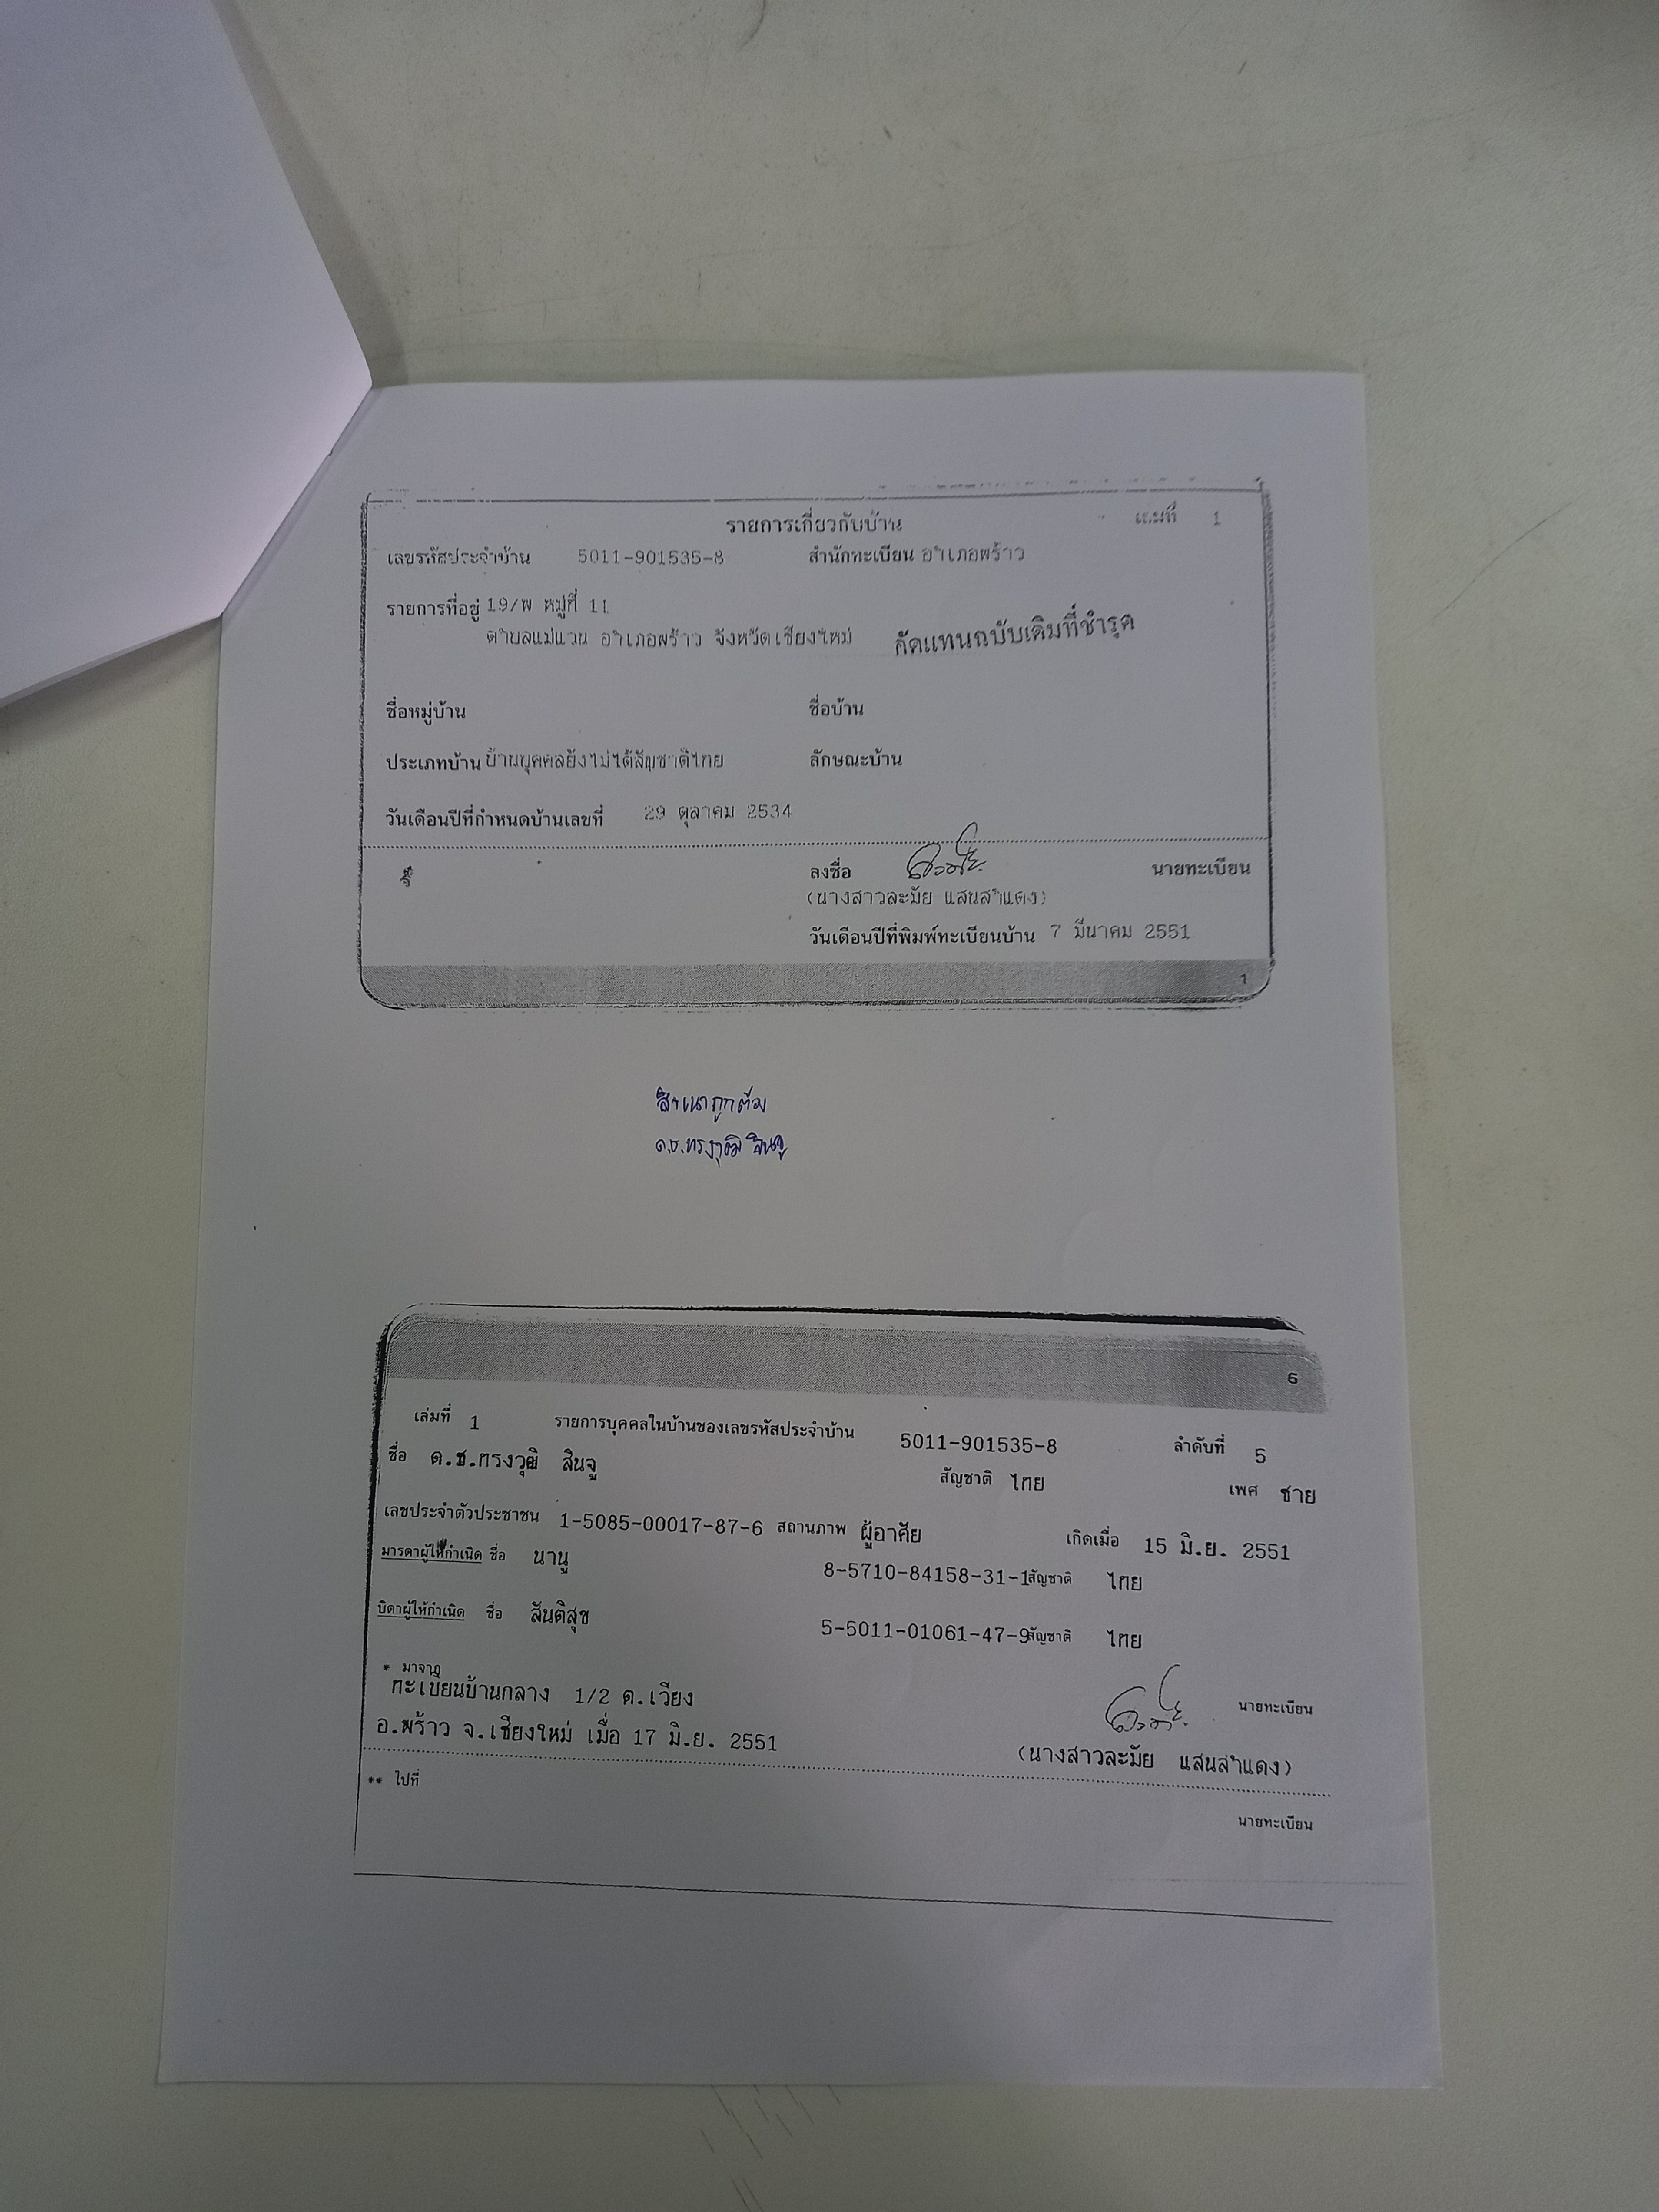 รายการเกี่ยวกับบ้าน เล่มที่ 1
เลขรหัสประจำบ้าน 5011-901535-8 สำนักทะเบียน อำเภอพร้าว
รายการที่อยู่ 19/ผ หมู่ที่ 11
ตำบลแม่แวน อำเภอพร้าว จังหวัดเชียงใหม่ คัดแทนฉบับเดิมที่ชำรุด
ชื่อหมู่บ้าน ชื่อบ้าน
ประเภทบ้าน บ้านบุคคลยังไม่ได้สัญชาติไทย ลักษณะบ้าน
วันเดือนปีที่กำหนดบ้านเลขที่ 29 ตุลาคม 2534
ลงชื่อ นายทะเบียน
(นางสาวละมัย แสนสำแดง)
วันเดือนปีที่พิมพ์ทะเบียนบ้าน 7 มีนาคม 2551
1
สำเนาถูกต้อง
ด.ช.ทรงวุฒิ สินจู
6
เล่มที่ 1 รายการบุคคลในบ้านของเลขรหัสประจำบ้าน 5011-901535-8 ลำดับที่ 5
ชื่อ ด.ช.ทรงวุฒิ สินจู สัญชาติ ไทย เพศ ชาย
เลขประจำตัวประชาชน 1-5085-00017-87-6 สถานภาพ ผู้อาศัย เกิดเมื่อ 15 มิ.ย. 2551
มารดาผู้ให้กำเนิด ชื่อ นานู 8-5710-84158-31-1 สัญชาติ ไทย
บิดาผู้ให้กำเนิด ชื่อ สันติสุข 5-5011-01061-47-9 สัญชาติ ไทย
* มาจาก
ทะเบียนบ้านกลาง 1/2 ต.เวียง นายทะเบียน
อ.พร้าว จ.เชียงใหม่ เมื่อ 17 มิ.ย. 2551 (นางสาวละมัย แสนสำแดง)
** ไปที่
นายทะเบียน